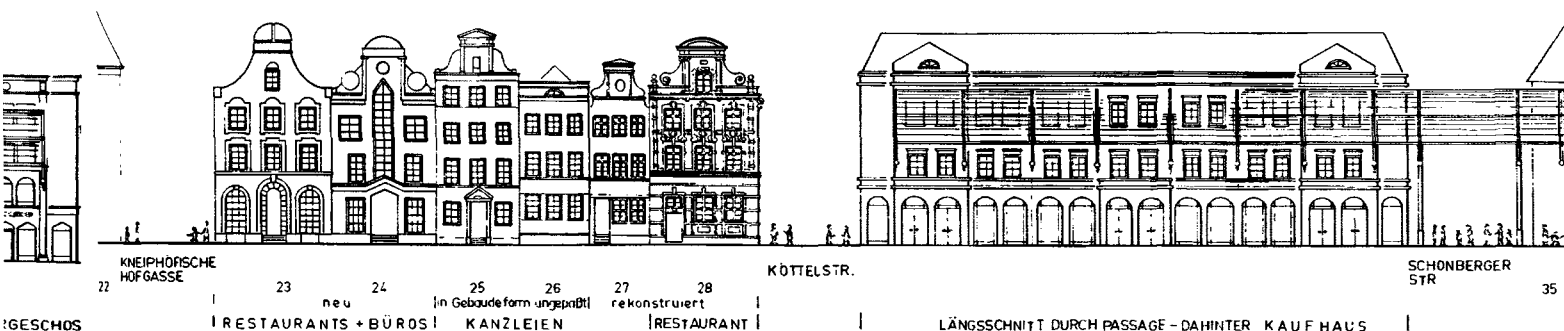 KNEIPHÖFISCHE
HOFGASSE
KÖTTELSTR.
SCHÖNBERGER
STR
22 23 24 25 26 27 28 35
neu in Gebäudeform angepaßt rekonstruiert
RGESCHOS RESTAURANTS + BÜROS KANZLEIEN RESTAURANT LÄNGSSCHNITT DURCH PASSAGE - DAHINTER KAUFHAUS